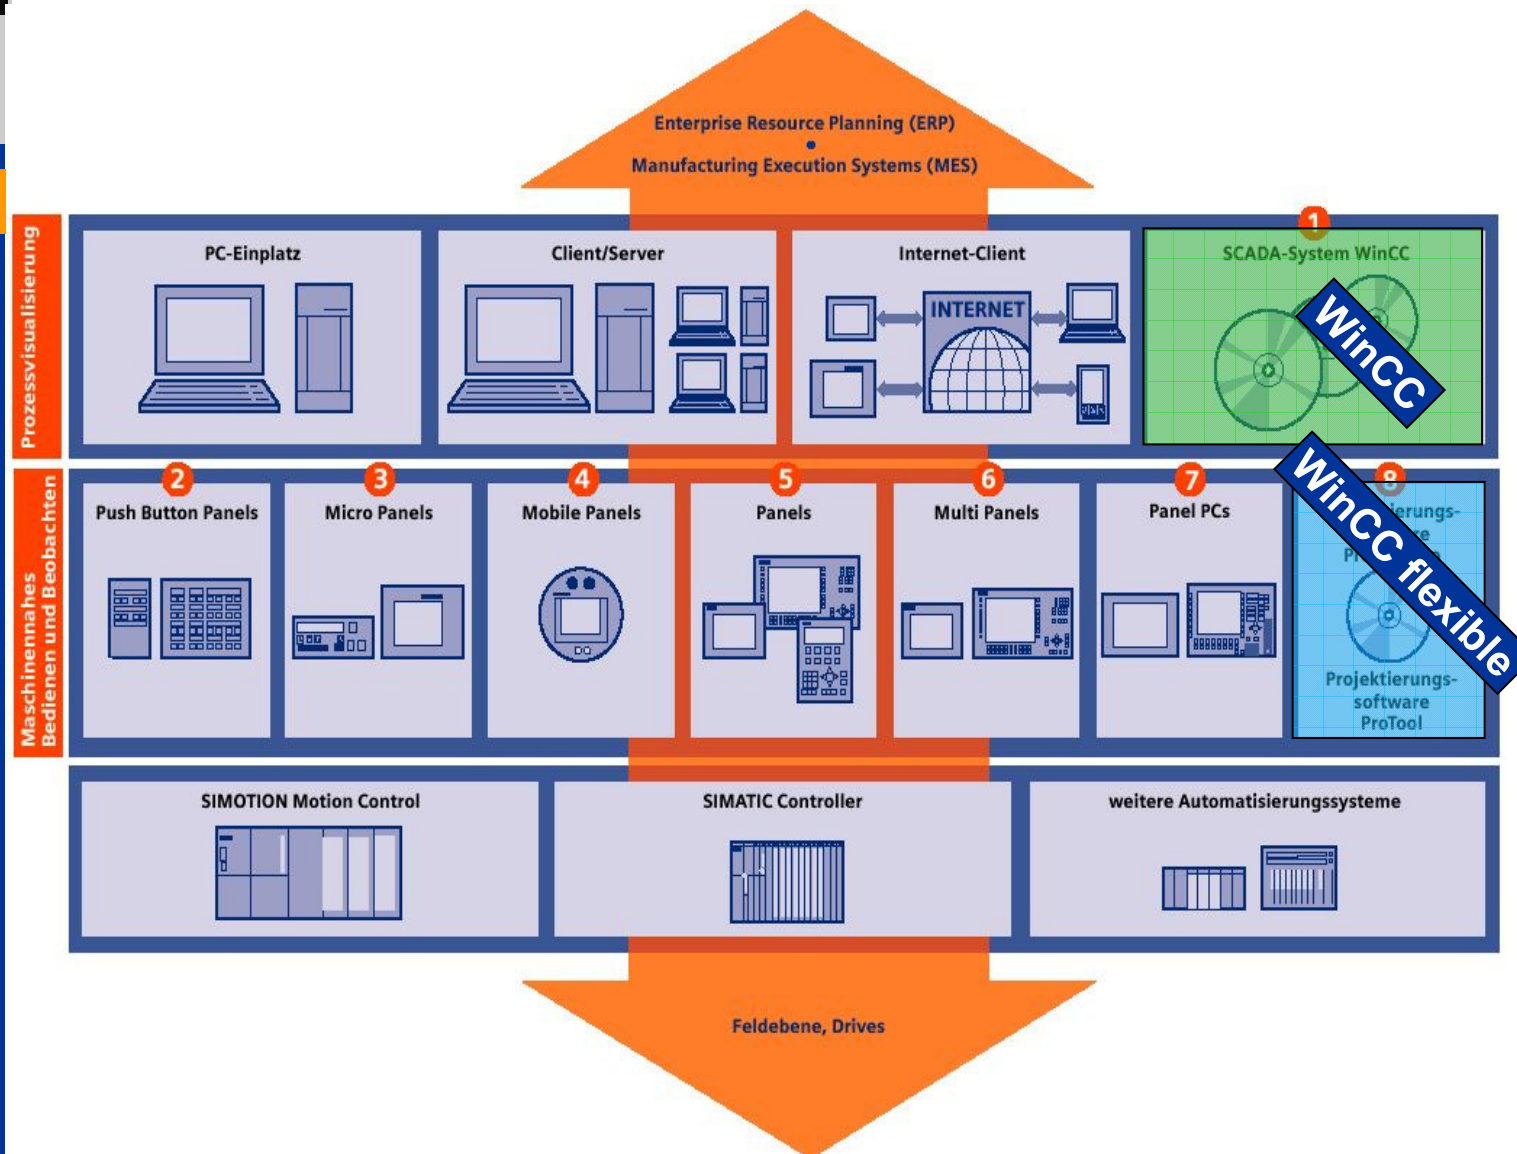 Enterprise Resource Planning (ERP)
•
Manufacturing Execution Systems (MES)
Prozessvisualisierung
PC-Einplatz
Client/Server
Internet-Client
INTERNET
1
SCADA-System WinCC
WinCC
Maschinennahes
Bedienen und Beobachten
2
Push Button Panels
3
Micro Panels
4
Mobile Panels
5
Panels
6
Multi Panels
7
Panel PCs
8
WinCC flexible
Projektierungs-
software
ProTool
SIMOTION Motion Control
SIMATIC Controller
weitere Automatisierungssysteme
Feldebene, Drives